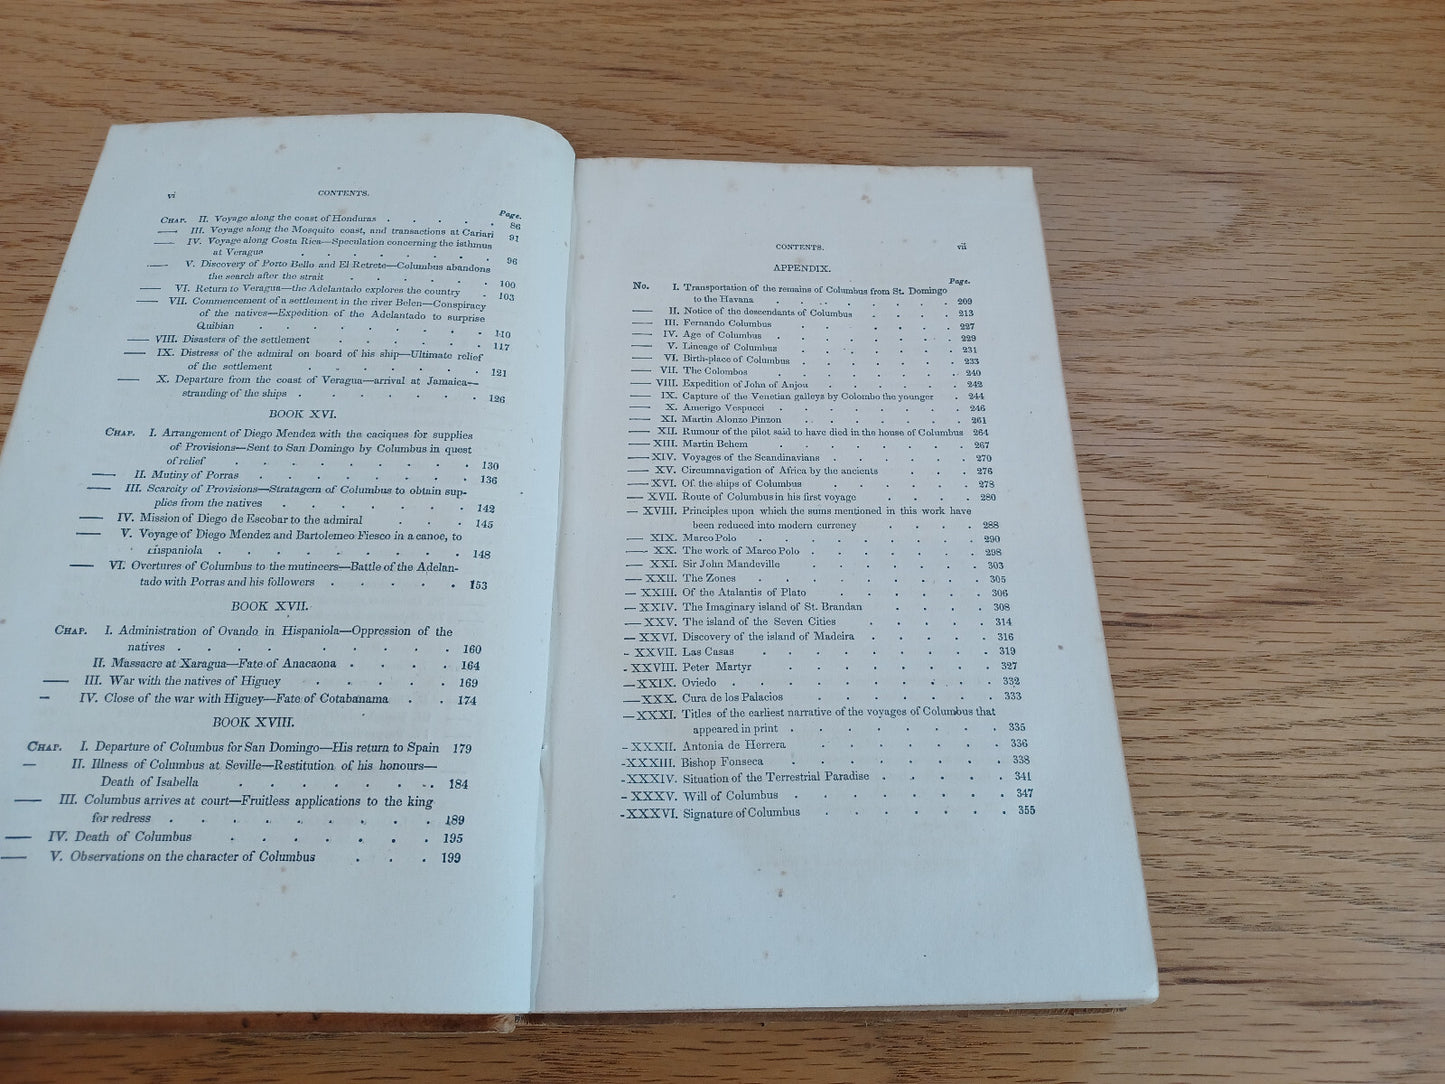 vi CONTENTS.
Page.
CHAP. II. Voyage along the coast of Honduras . . . . . 86
— III. Voyage along the Mosquito coast, and transactions at Cariari 91
— IV. Voyage along Costa Rica—Speculation concerning the isthmus
at Veragua . . . . . . . . 96
— V. Discovery of Porto Bello and El Retrete—Columbus abandons
the search after the strait . . . . . . 100
— VI. Return to Veragua—the Adelantado explores the country . 103
— VII. Commencement of a settlement in the river Belen—Conspiracy
of the natives—Expedition of the Adelantado to surprise
Quibian . . . . . . . . . 110
— VIII. Disasters of the settlement . . . . . . 117
— IX. Distress of the admiral on board of his ship—Ultimate relief
of the settlement . . . . . . . 121
— X. Departure from the coast of Veragua—arrival at Jamaica—
stranding of the ships . . . . . . . 126
BOOK XVI.
CHAP. I. Arrangement of Diego Mendez with the caciques for supplies
of Provisions—Sent to San Domingo by Columbus in quest
of relief . . . . . . . . . 130
— II. Mutiny of Porras . . . . . . . . 136
— III. Scarcity of Provisions—Stratagem of Columbus to obtain sup-
plies from the natives . . . . . . . 142
— IV. Mission of Diego de Escobar to the admiral . . . 145
— V. Voyage of Diego Mendez and Bartolemeo Fiesco in a canoe, to
Hispaniola . . . . . . . . . 148
— VI. Overtures of Columbus to the mutineers—Battle of the Adelan-
tado with Porras and his followers . . . . . 153
BOOK XVII.
CHAP. I. Administration of Ovando in Hispaniola—Oppression of the
natives . . . . . . . . . 160
II. Massacre at Xaragua—Fate of Anacaona . . . . 164
— III. War with the natives of Higuey . . . . . 169
— IV. Close of the war with Higuey—Fate of Cotabanama . . 174
BOOK XVIII.
CHAP. I. Departure of Columbus for San Domingo—His return to Spain 179
— II. Illness of Columbus at Seville—Restitution of his honours—
Death of Isabella . . . . . . . 184
— III. Columbus arrives at court—Fruitless applications to the king
for redress . . . . . . . . . 189
— IV. Death of Columbus . . . . . . . 195
— V. Observations on the character of Columbus . . . 199
CONTENTS. vii
APPENDIX.
Page.
No. I. Transportation of the remains of Columbus from St. Domingo
to the Havana . . . . . . . . 209
— II. Notice of the descendants of Columbus . . . . 213
— III. Fernando Columbus . . . . . . 227
— IV. Age of Columbus . . . . . . . . 229
— V. Lineage of Columbus . . . . . . . 231
— VI. Birth-place of Columbus . . . . . . . 233
— VII. The Colombos . . . . . . . . 240
— VIII. Expedition of John of Anjou . . . . . . 242
— IX. Capture of the Venetian galleys by Colombo the younger . 244
— X. Amerigo Vespucci . . . . . . . . 246
— XI. Martin Alonzo Pinzon . . . . . . . 261
— XII. Rumour of the pilot said to have died in the house of Columbus 264
— XIII. Martin Behem . . . . . . . . 267
— XIV. Voyages of the Scandinavians . . . . . . 270
— XV. Circumnavigation of Africa by the ancients . . . 276
— XVI. Of the ships of Columbus . . . . . . 278
— XVII. Route of Columbus in his first voyage . . . . . 280
— XVIII. Principles upon which the sums mentioned in this work have
been reduced into modern currency . . . . 288
— XIX. Marco Polo . . . . . . . . . 290
— XX. The work of Marco Polo . . . . . . . 298
— XXI. Sir John Mandeville . . . . . . . 303
— XXII. The Zones . . . . . . . . . 305
— XXIII. Of the Atalantis of Plato . . . . . . 306
— XXIV. The Imaginary island of St. Brandan . . . . 308
— XXV. The island of the Seven Cities . . . . . 314
— XXVI. Discovery of the island of Madeira . . . . . 316
- XXVII. Las Casas . . . . . . . . . 319
- XXVIII. Peter Martyr . . . . . . . . 327
— XXIX. Oviedo . . . . . . . . . . 332
— XXX. Cura de los Palacios . . . . . . . 333
— XXXI. Titles of the earliest narrative of the voyages of Columbus that
appeared in print . . . . . . . . 335
- XXXII. Antonia de Herrera . . . . . . . 336
- XXXIII. Bishop Fonseca . . . . . . . . 338
- XXXIV. Situation of the Terrestrial Paradise . . . . . 341
- XXXV. Will of Columbus . . . . . . . . 347
- XXXVI. Signature of Columbus . . . . . . . 355